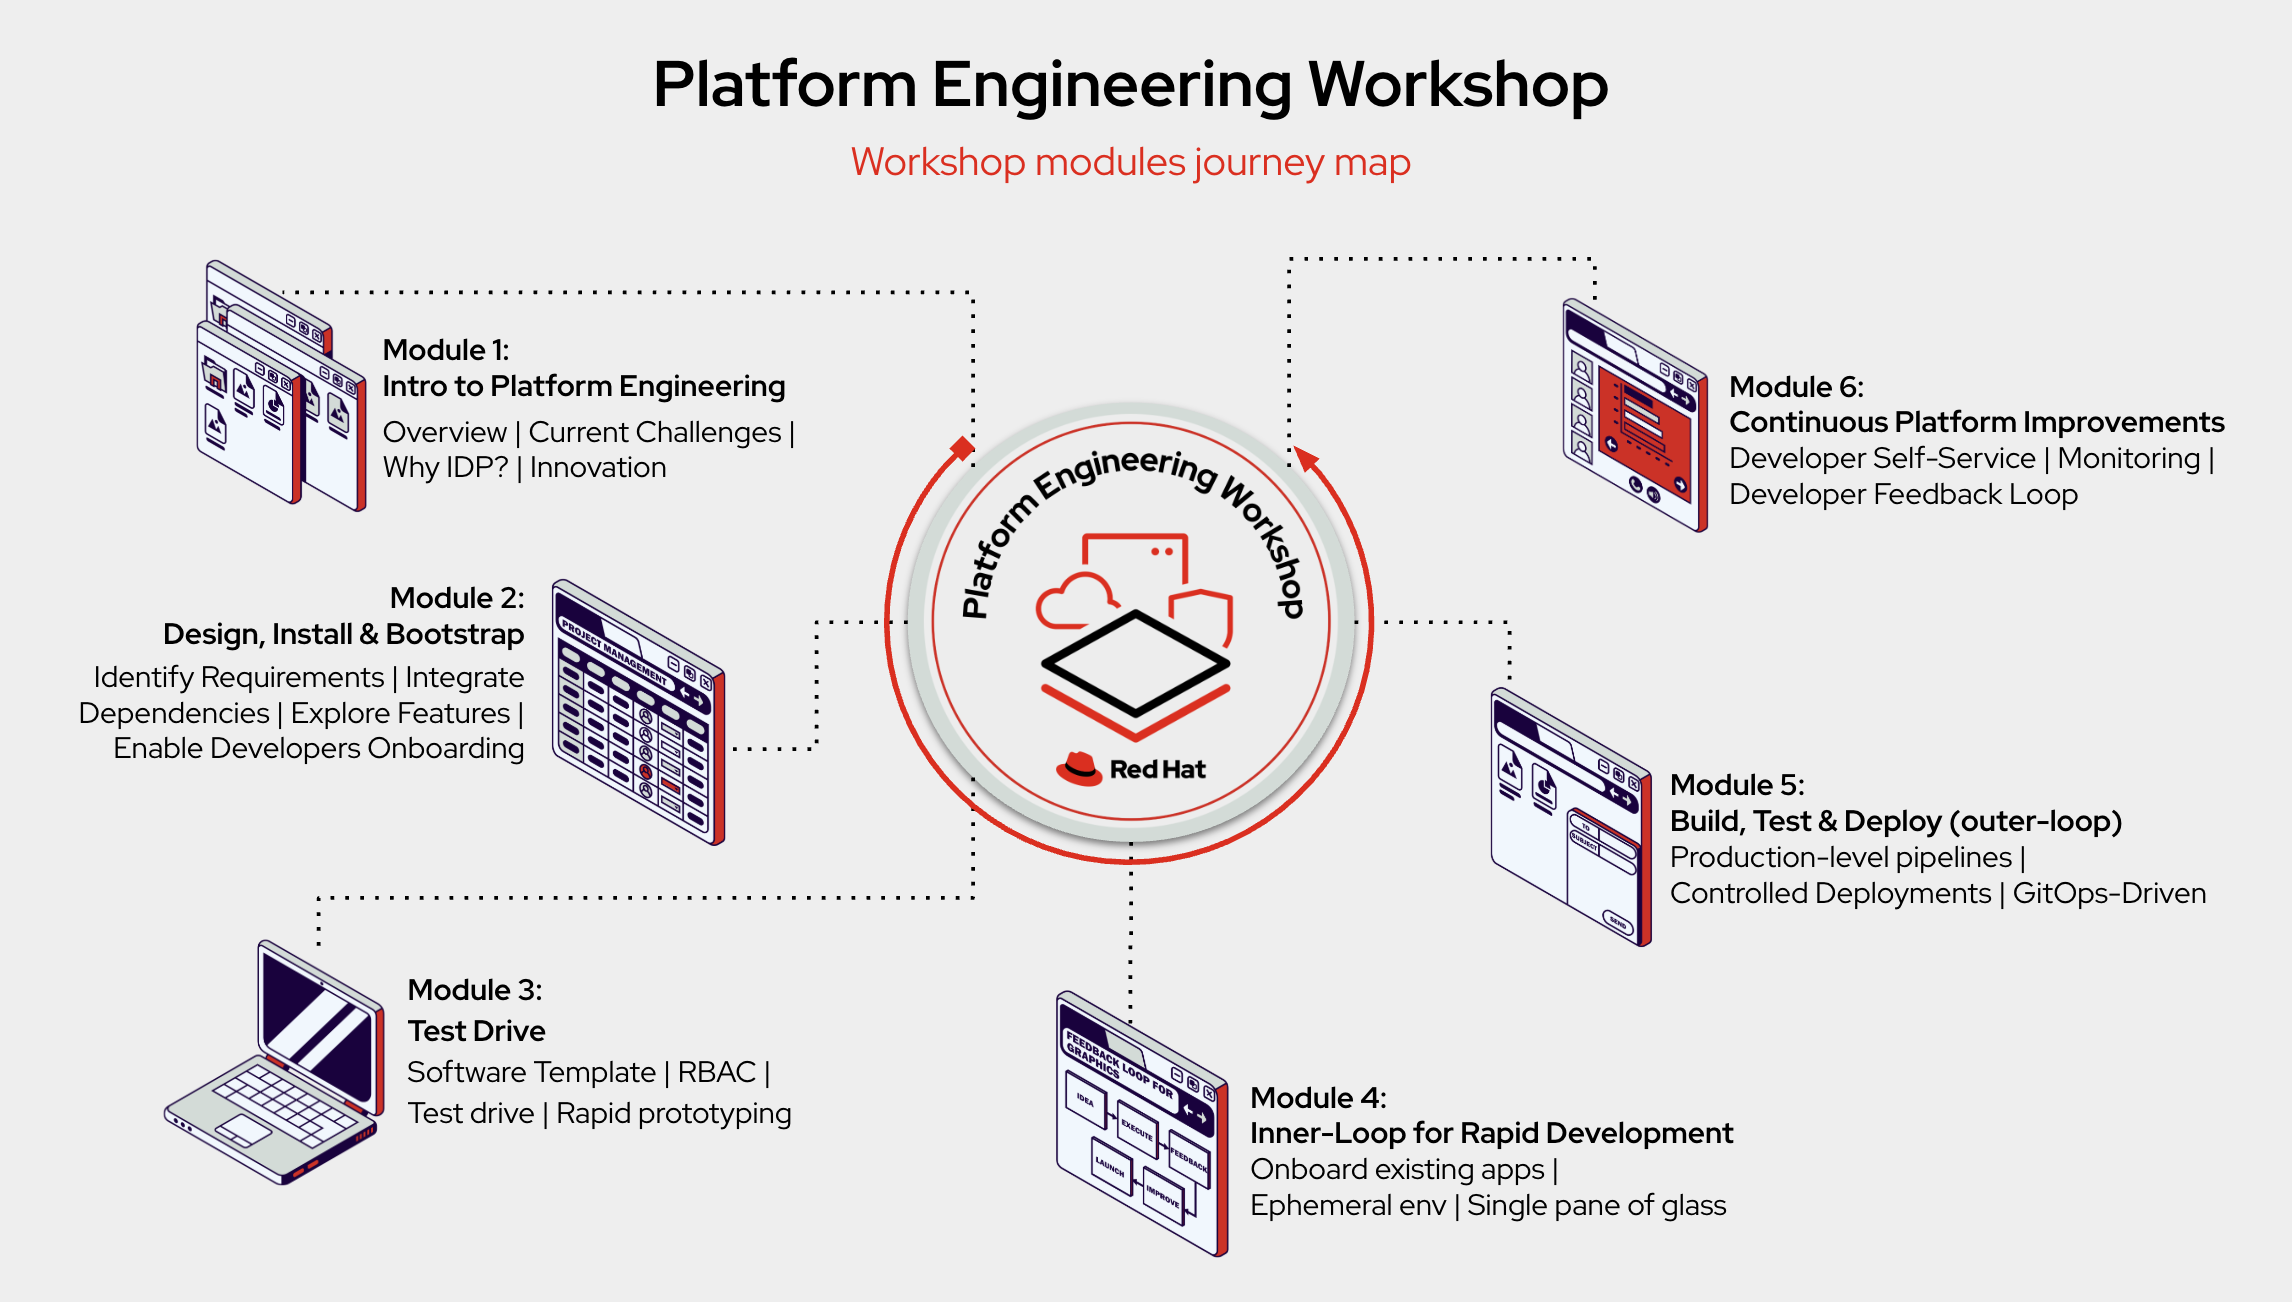 Platform Engineering Workshop
Workshop modules journey map
Module 1:
Intro to Platform Engineering
Overview | Current Challenges |
Why IDP? | Innovation
Module 2:
Design, Install & Bootstrap
Identify Requirements | Integrate
Dependencies | Explore Features |
Enable Developers Onboarding
PROJECT MANAGEMENT
Module 3:
Test Drive
Software Template | RBAC |
Test drive | Rapid prototyping
Platform Engineering Workshop
Red Hat
FEEDBACK LOOP FOR
GRAPHICS
IDEA
EXECUTE
FEEDBACK
LAUNCH
IMPROVE
Module 4:
Inner-Loop for Rapid Development
Onboard existing apps |
Ephemeral env | Single pane of glass
TO
SUBJECT
SEND
Module 5:
Build, Test & Deploy (outer-loop)
Production-level pipelines |
Controlled Deployments | GitOps-Driven
Module 6:
Continuous Platform Improvements
Developer Self-Service | Monitoring |
Developer Feedback Loop